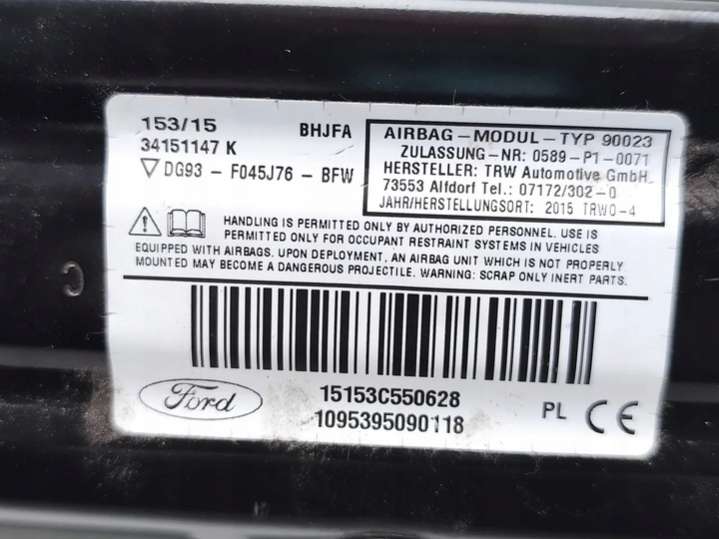 153/15
BHJFA
34151147 K
DG93 - F045J76 - BFW
AIRBAG-MODUL-TYP 90023
ZULASSUNG-NR: 0589-P1-0071
HERSTELLER: TRW Automotive GmbH.
73553 Alfdorf Tel.: 07172/302-0
JAHR/HERSTELLUNGSORT: 2015 TRWO-4
HANDLING IS PERMITTED ONLY BY AUTHORIZED PERSONNEL. USE IS
PERMITTED ONLY FOR OCCUPANT RESTRAINT SYSTEMS IN VEHICLES
EQUIPPED WITH AIRBAGS. UPON DEPLOYMENT, AN AIRBAG UNIT WHICH IS NOT PROPERLY
MOUNTED MAY BECOME A DANGEROUS PROJECTILE. WARNING: SCRAP ONLY INERT PARTS.
Ford
15153C550628
1095395090118
PL CE